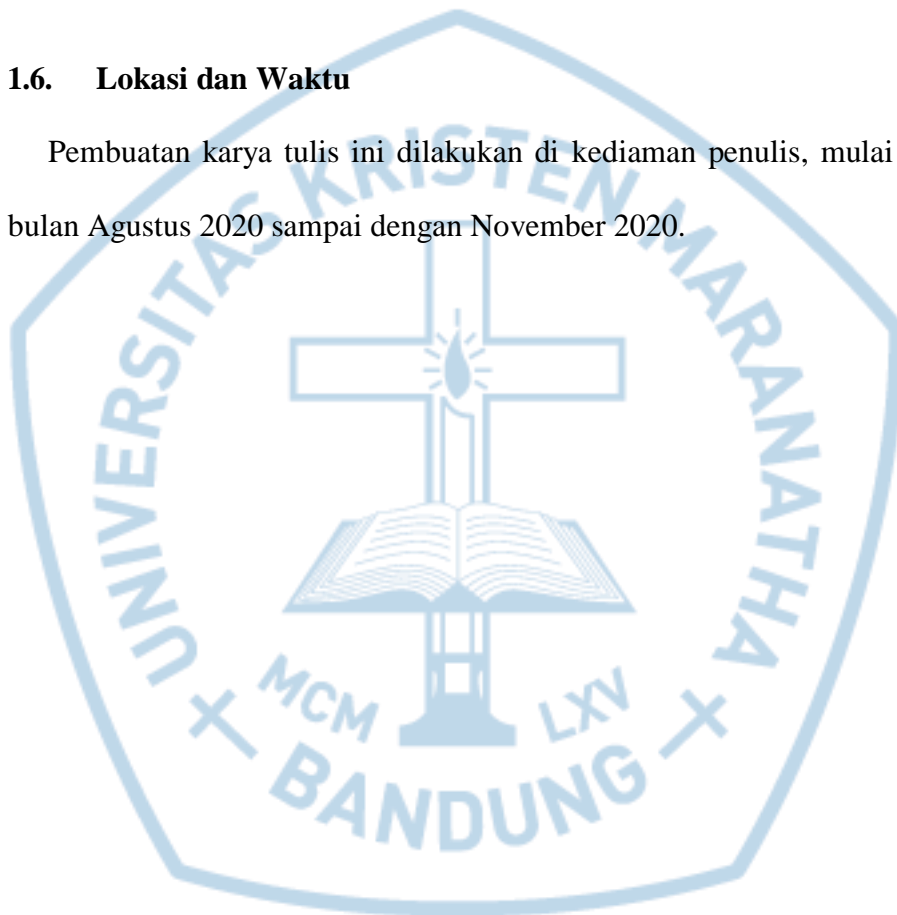 1.6. Lokasi dan Waktu
Pembuatan karya tulis ini dilakukan di kediaman penulis, mulai
bulan Agustus 2020 sampai dengan November 2020.
UNIVERSITAS KRISTEN MARANATHA
MCM LXV
BANDUNG